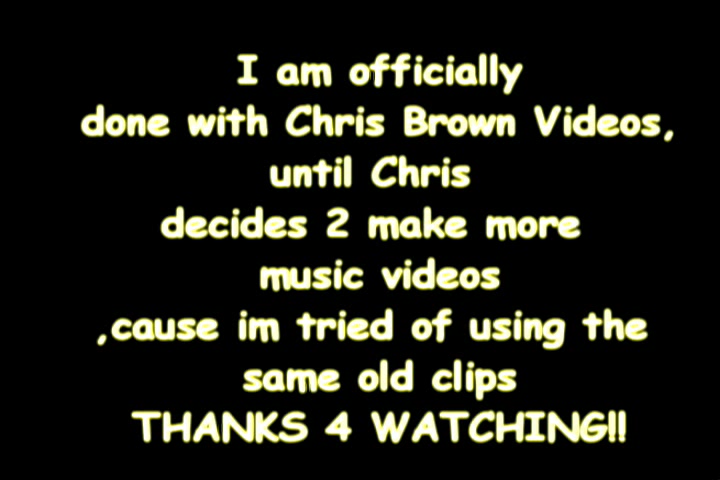 I am officially
done with Chris Brown Videos,
until Chris
decides 2 make more
music videos
,cause im tried of using the
same old clips
THANKS 4 WATCHING!!